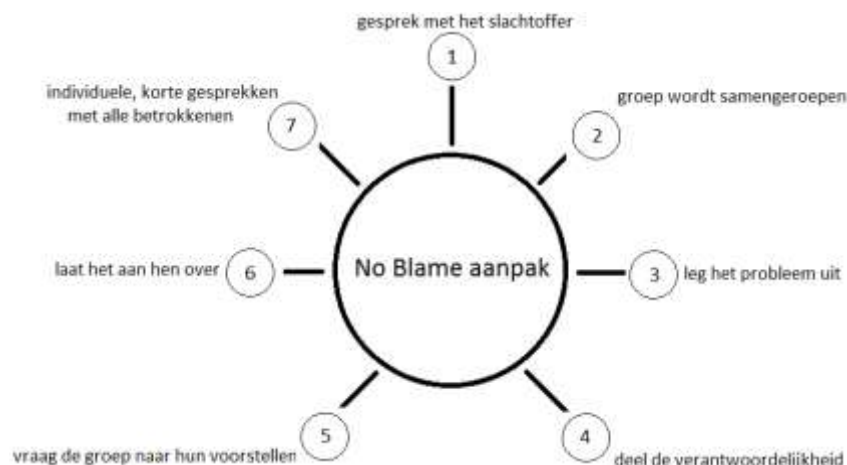 gesprek met het slachtoffer
1
groep wordt samengeroepen
2
leg het probleem uit
3
deel de verantwoordelijkheid
4
vraag de groep naar hun voorstellen
5
laat het aan hen over
6
individuele, korte gesprekken
met alle betrokkenen
7
No Blame aanpak